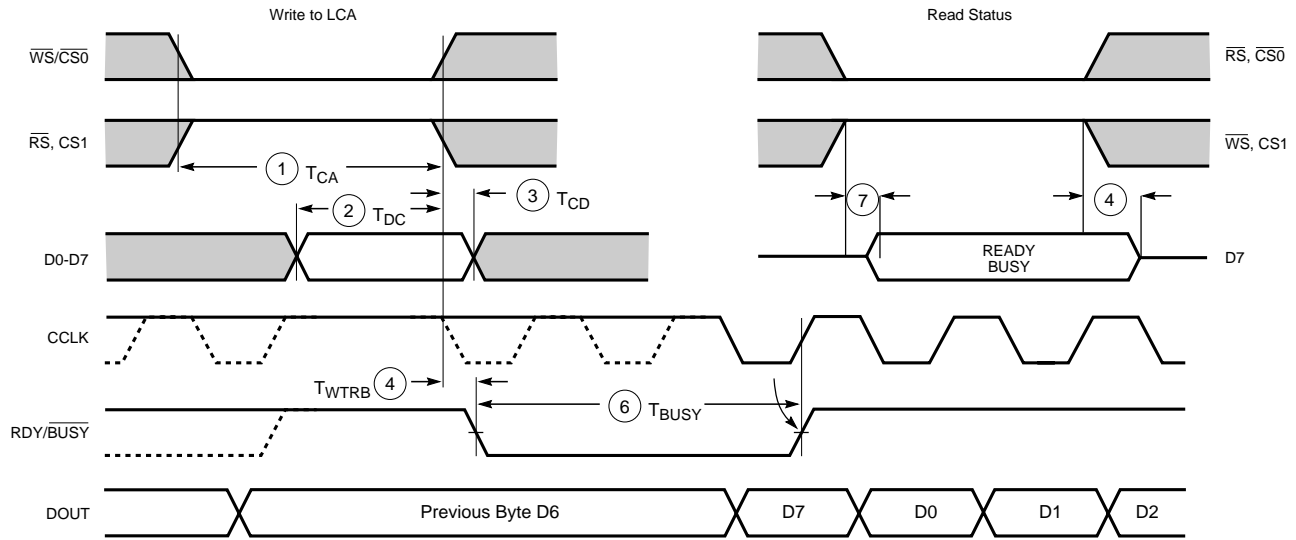 Write to LCA
Read Status
WS/CS0
RS, CS0
RS, CS1
WS, CS1
1 TCA
2 TDC
3 TCD
7
4
D0-D7
READY
BUSY
D7
CCLK
TWTRB 4
6 TBUSY
RDY/BUSY
DOUT
Previous Byte D6
D7
D0
D1
D2